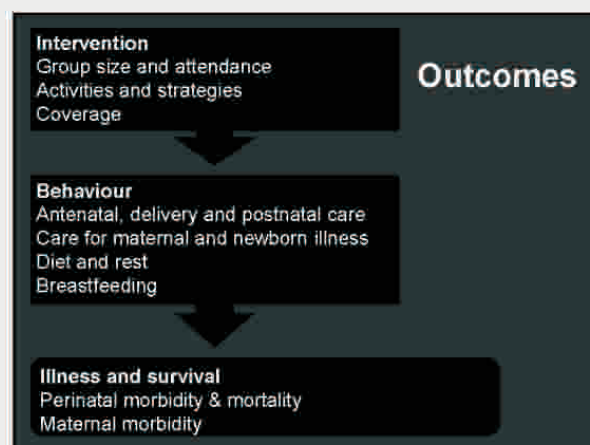 Intervention
Group size and attendance
Activities and strategies
Coverage
Outcomes
Behaviour
Antenatal, delivery and postnatal care
Care for maternal and newborn illness
Diet and rest
Breastfeeding
Illness and survival
Perinatal morbidity & mortality
Maternal morbidity